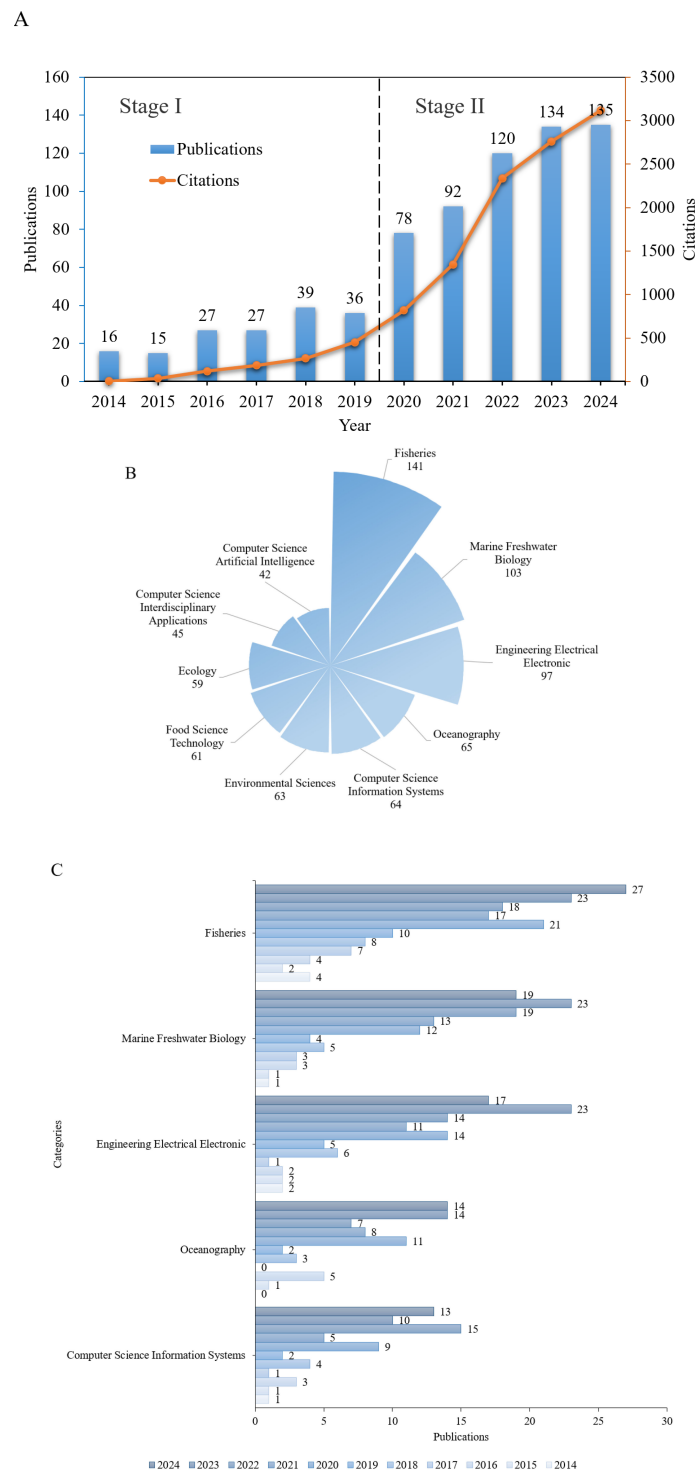 A
Stage I
Stage II
Publications
Citations
160
140
120
100
80
60
40
20
0
Publications
3500
3000
2500
2000
1500
1000
500
0
Citations
16
15
27
27
39
36
78
92
120
134
135
2014 2015 2016 2017 2018 2019 2020 2021 2022 2023 2024
Year
B
Fisheries
141
Marine Freshwater
Biology
103
Engineering Electrical
Electronic
97
Oceanography
65
Computer Science
Information Systems
64
Environmental Sciences
63
Food Science
Technology
61
Ecology
59
Computer Science
Interdisciplinary
Applications
45
Computer Science
Artificial Intelligence
42
C
Categories
Fisheries
27
23
18
17
21
10
8
7
4
2
4
Marine Freshwater Biology
19
23
19
13
12
4
5
3
3
1
1
Engineering Electrical Electronic
17
23
14
11
14
5
6
1
2
2
2
Oceanography
14
14
7
8
11
2
3
0
5
1
0
Computer Science Information Systems
13
10
15
5
9
2
4
1
3
1
1
0 5 10 15 20 25 30
Publications
2024 2023 2022 2021 2020 2019 2018 2017 2016 2015 2014